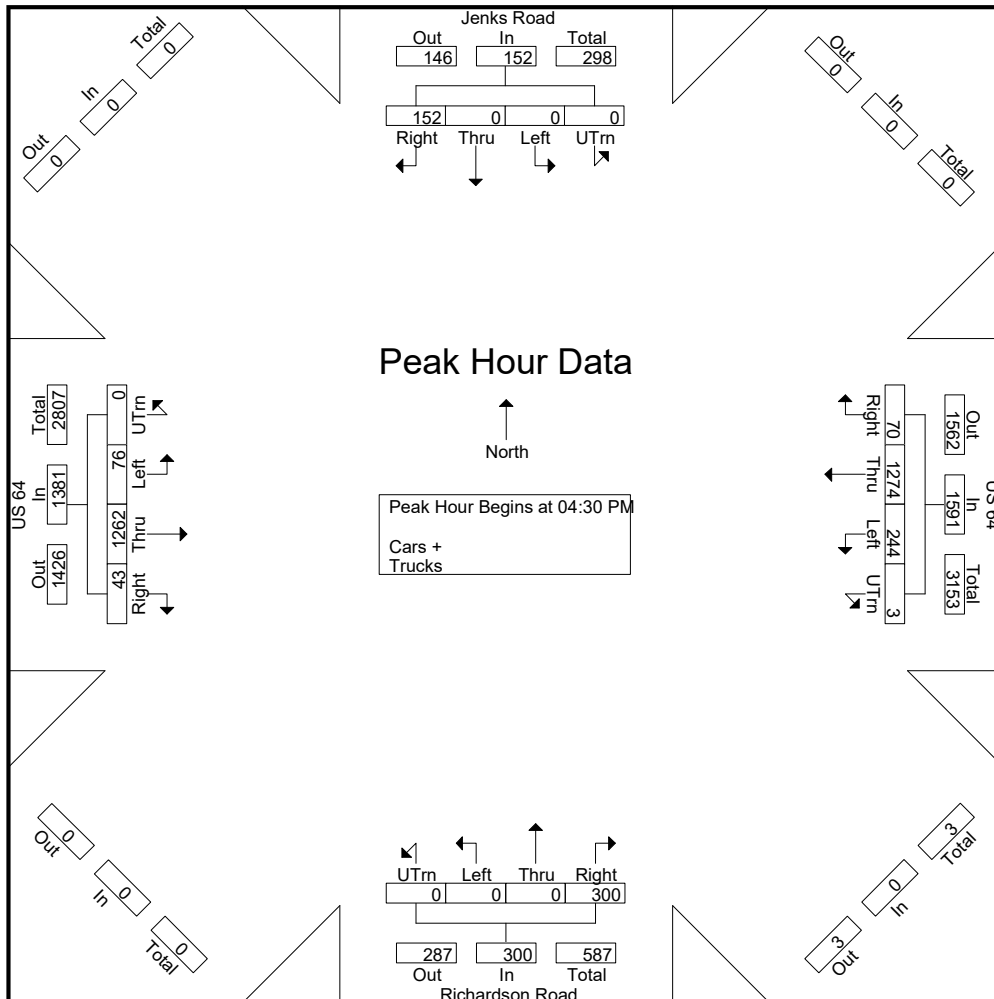 Jenks Road
Out In Total
146 152 298
152 0 0 0
Right Thru Left UTrn
Total
0
In
0
Out
0
Out
0
In
0
Total
0
Peak Hour Data
North
Peak Hour Begins at 04:30 PM
Cars +
Trucks
US 64
Out In Total
1426 1381 2807
43 1262 76 0
Right Thru Left UTrn
US 64
Out In Total
1562 1591 3153
70 1274 244 3
Right Thru Left UTrn
0
Out
0
In
0
Total
3
Total
0
In
3
Out
UTrn Left Thru Right
0 0 0 300
287 300 587
Out In Total
Richardson Road